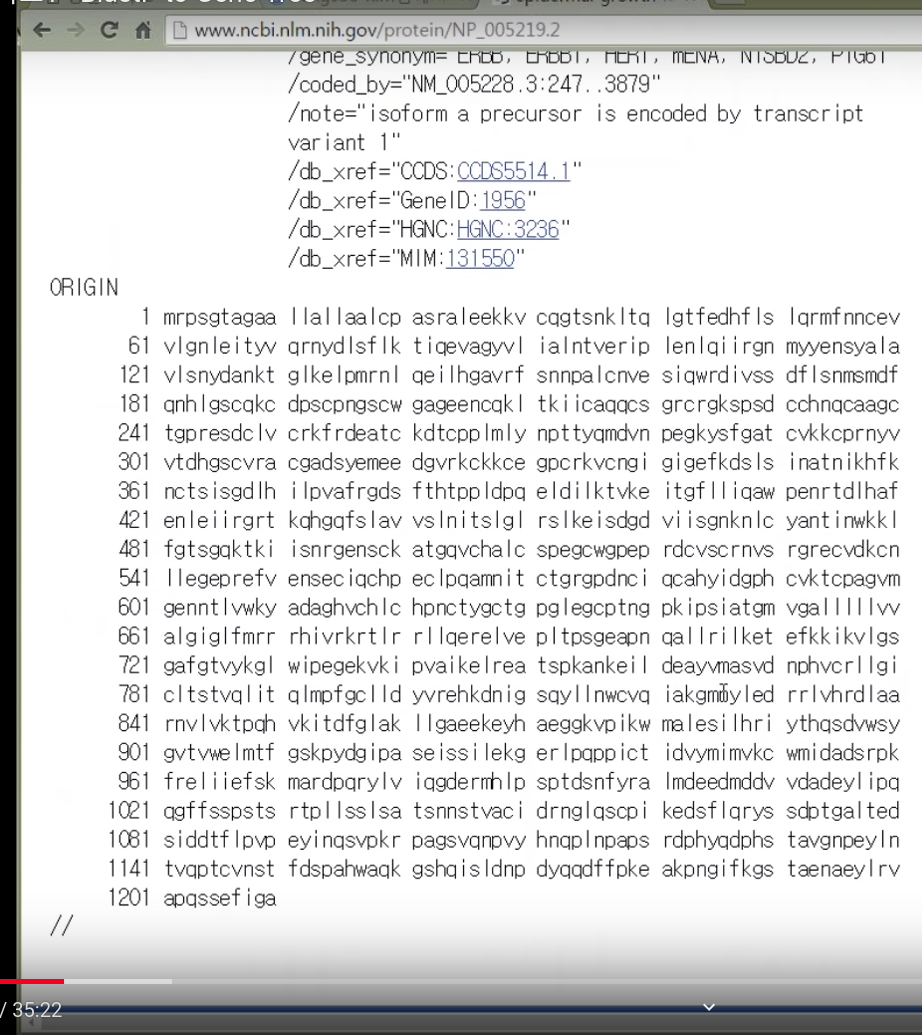 www.ncbi.nlm.nih.gov/protein/NP_005219.2
/gene_synonym="ERBB; ERBB1; HER1; mENA; NISBD2; PIG61
/coded_by="NM_005228.3:247..3879"
/note="isoform a precursor is encoded by transcript
variant 1"
/db_xref="CCDS:CCDS5514.1"
/db_xref="GeneID:1956"
/db_xref="HGNC:HGNC:3236"
/db_xref="MIM:131550"
ORIGIN
1 mrpsgtagaa llallaalcp asraleekkv cqgtsnkltq lgtfedhfls lqrmfnncev
61 vlgnleityv qrnydlsflk tiqevagyvl ialntverip lenlqiirgn myyensyala
121 vlsnydankt glkelpmrnl qeilhgavrf snnpalcnve siqwrdivss dflsnmsmdf
181 qnhlgscqkc dpscpngscw gageencqkl tkiicaqqcs grcrgkspsd cchnqcaagc
241 tgpresdclv crkfrdeatc kdtcpplmly npttyqmdvn pegkysfgat cvkkcprnyv
301 vtdhgscvra cgadsyemee dgvrkckkce gpcrkvcngi gigefkdsls inatnikhfk
361 nctsisgdlh ilpvafrgds fthtppldpq eldilktvke itgflliqaw penrtdlhaf
421 enleiirgrt kqhgqfslav vslnitslgl rslkeisdgd viisgnknlc yantinwkkl
481 fgtsgqktki isnrgensck atgqvchalc spegcwgpep rdcvscrnvs rgrecvdkcn
541 llegeprefv enseciqchp eclpqamnit ctgrgpdnci qcahyidgph cvktcpagvm
601 genntlvwky adaghvchlc hpnctygctg pglegcptng pkipsiatgm vgalllllvv
661 algiglfmrr rhivrkrtlr rllqerelve pltpsgeapn qallrilket efkkikvlgs
721 gafgtvykgl wipegekvki pvaikelrea tspkankeil deayvmasvd nphvcrllgi
781 cltstvqlit qlmpfgclld yvrehkdnig sqyllnwcvq iakgmnyled rrlvhrdlaa
841 rnvlvktpqh vkitdfglak llgaeekeyh aeggkvpikw malesilhri ythqsdvwsy
901 gvtvwelmtf gskpydgipa seissilekg erlpqppict idvymimvkc wmidadsrpk
961 freliiefsk mardpqrylv iqgdermhlp sptdsnfyra lmdeedmddv vdadeylipq
1021 qgffsspsts rtpllsslsa tsnnstvaci drnglqscpi kedsflqrys sdptgalted
1081 siddtflpvp eyinqsvpkr pagsvqnpvy hnqplnpaps rdphyqdphs tavgnpeyln
1141 tvqptcvnst fdspahwaqk gshqisldnp dyqqdffpke akpngifkgs taenaeylrv
1201 apqssefiga
//
/ 35:22